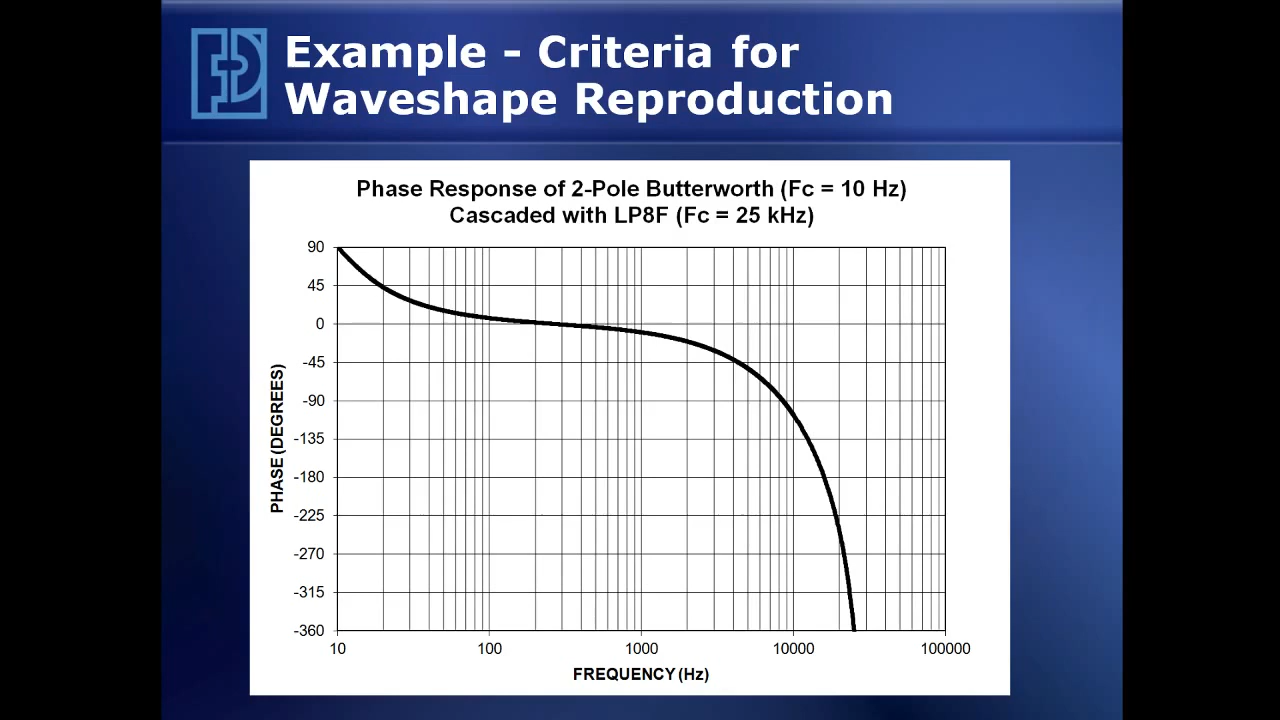 Example - Criteria for
Waveshape Reproduction
Phase Response of 2-Pole Butterworth (Fc = 10 Hz)
Cascaded with LP8F (Fc = 25 kHz)
90
45
0
-45
-90
-135
-180
-225
-270
-315
-360
PHASE (DEGREES)
10
100
1000
10000
100000
FREQUENCY (Hz)